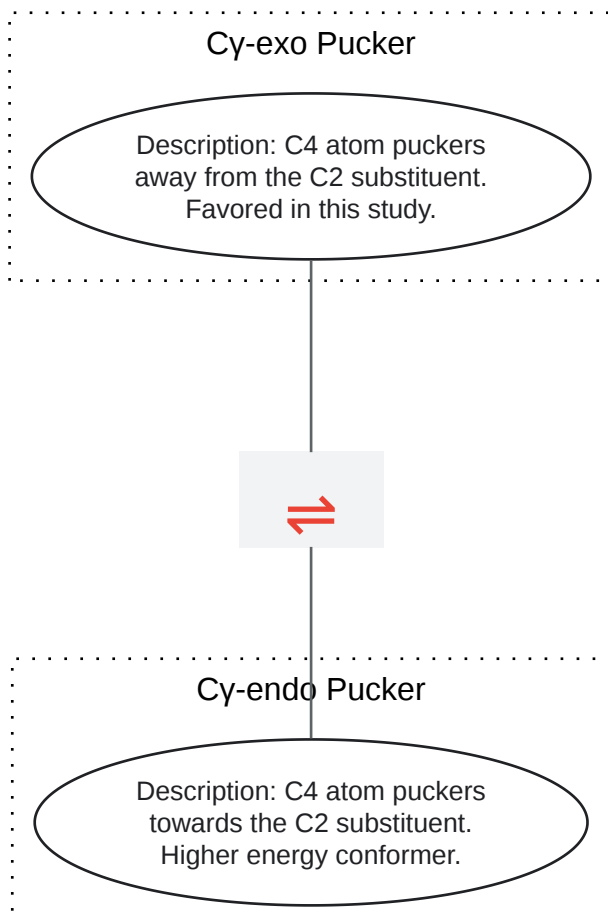 Cγ-exo Pucker
Description: C4 atom puckers
away from the C2 substituent.
Favored in this study.
⇌
Cγ-endo Pucker
Description: C4 atom puckers
towards the C2 substituent.
Higher energy conformer.